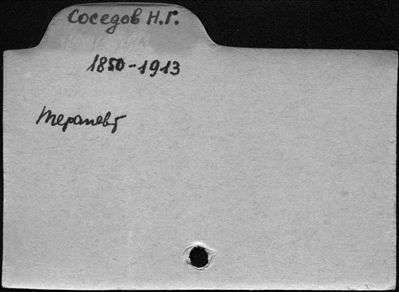 Соседов Н.Г.
1850-1913
терапевт